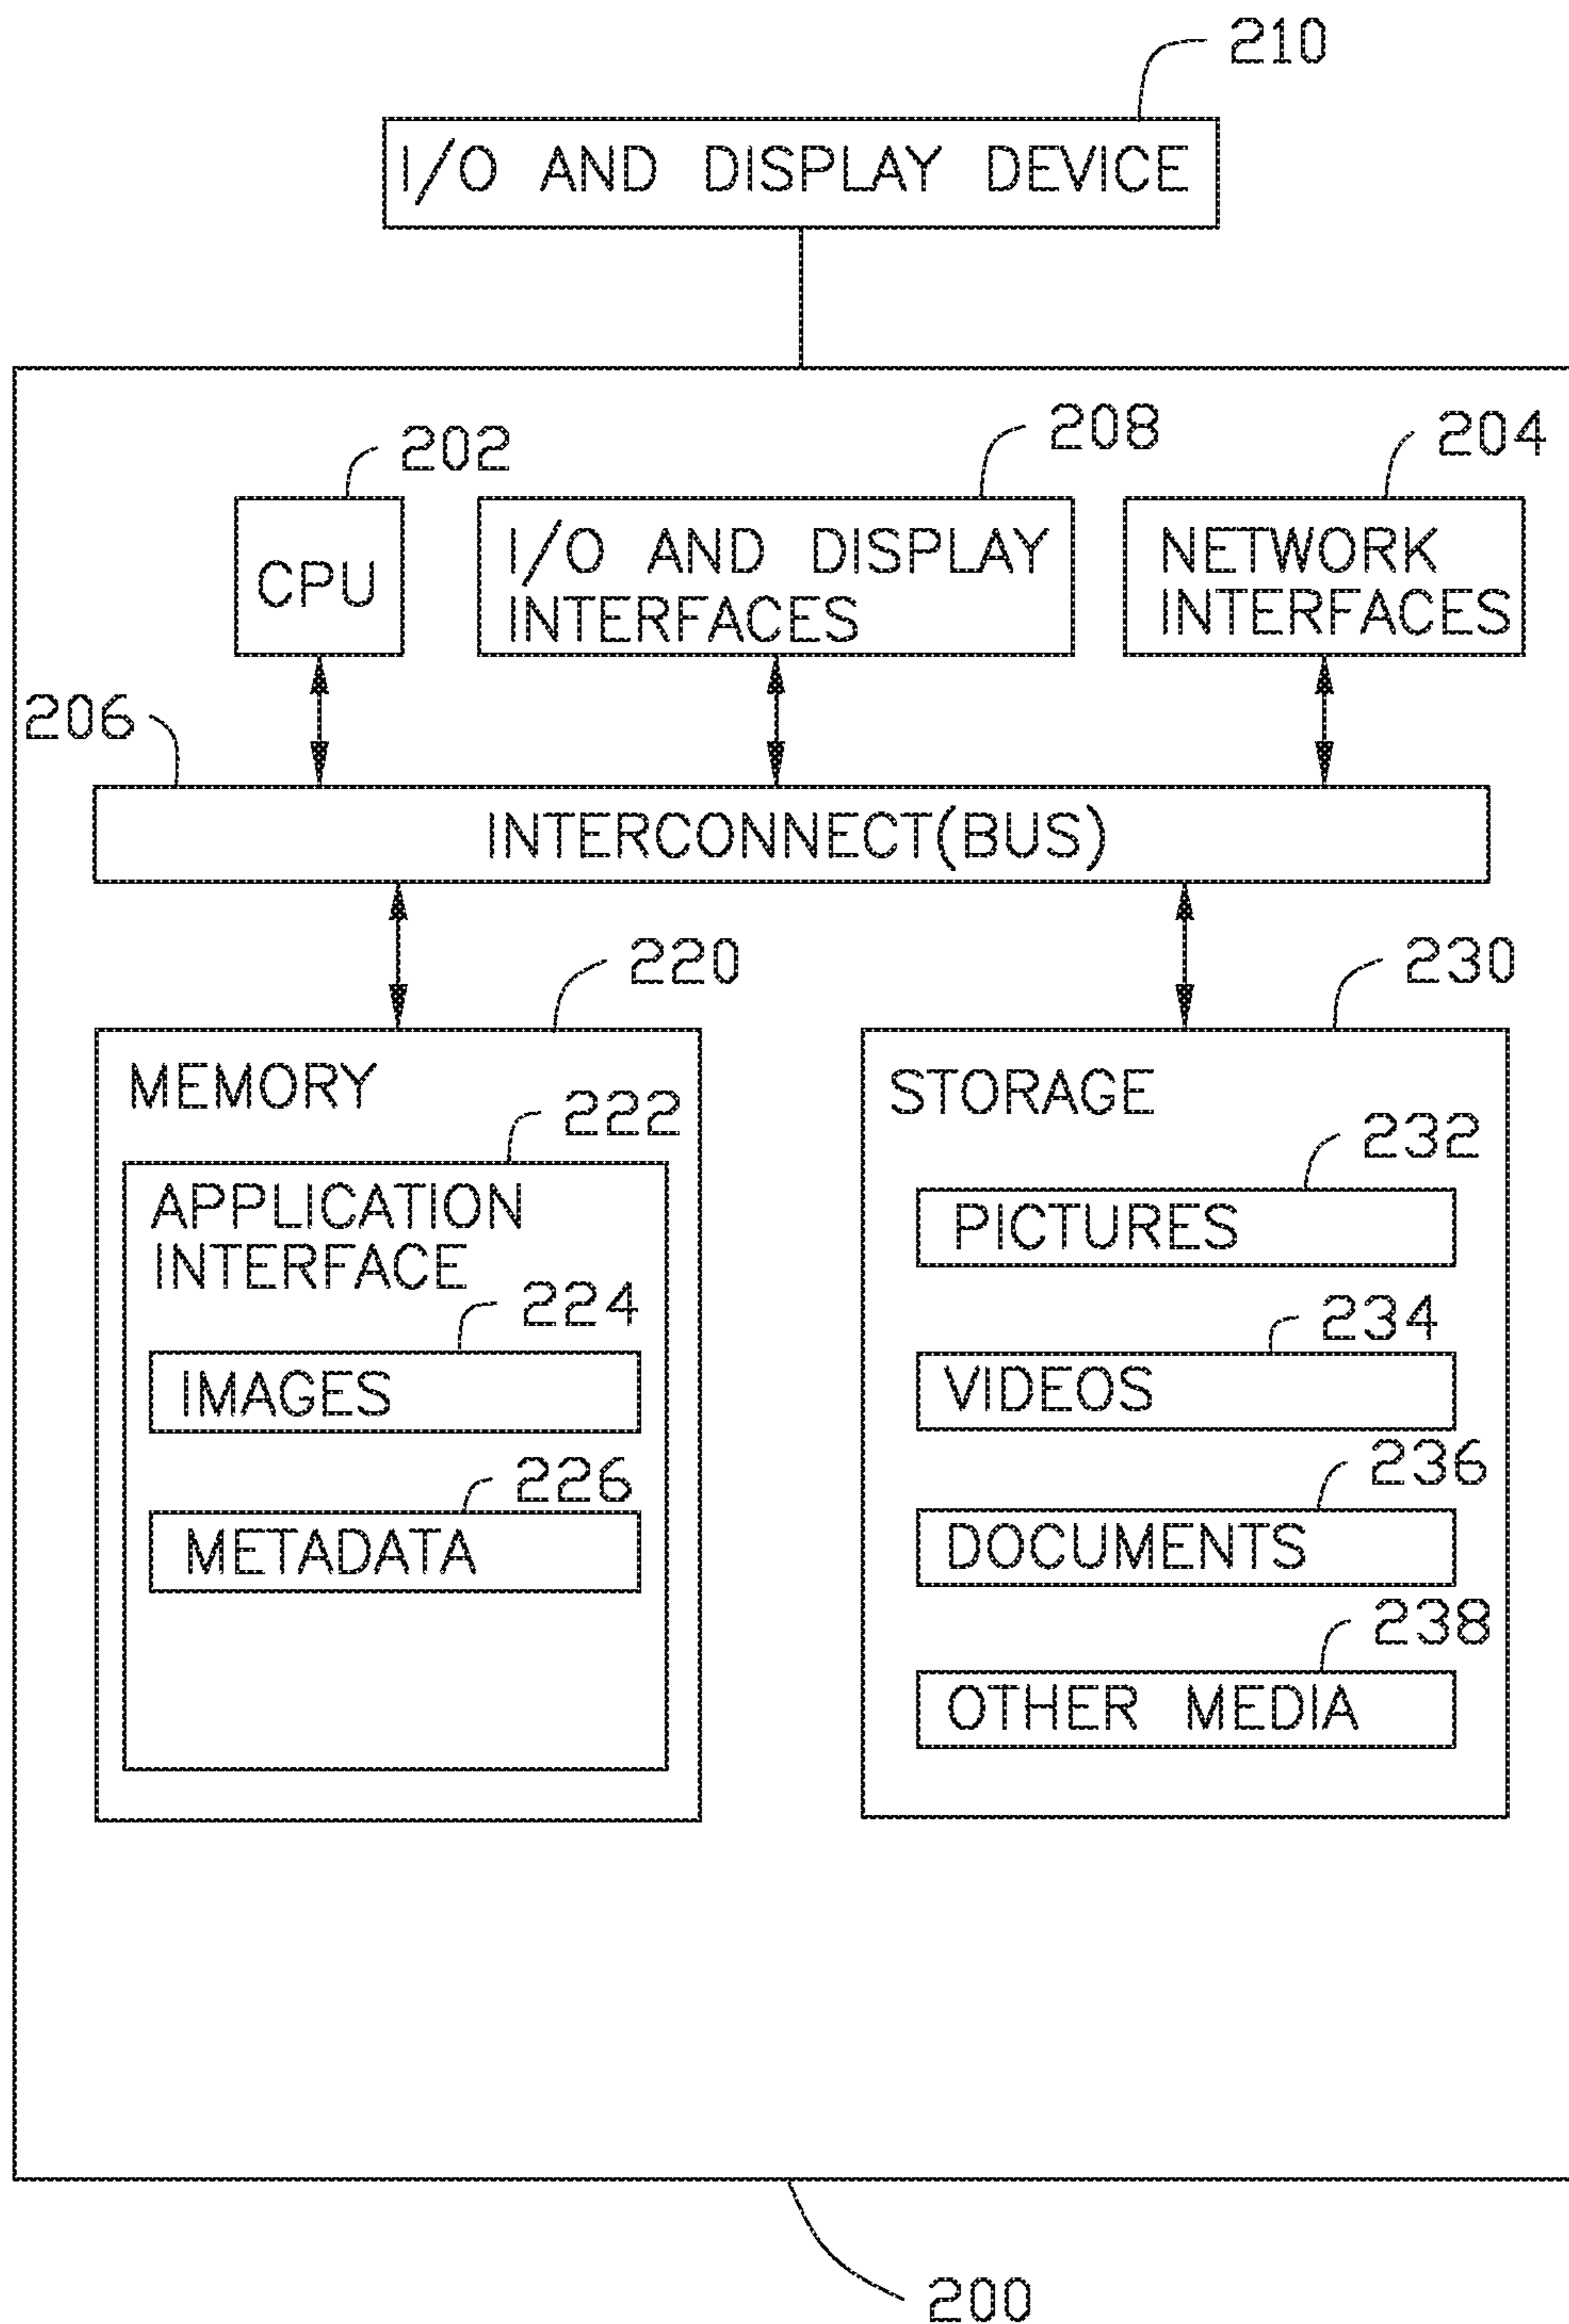 210
I/O AND DISPLAY DEVICE
202
208
204
CPU
I/O AND DISPLAY
INTERFACES
NETWORK
INTERFACES
206
INTERCONNECT(BUS)
220
230
MEMORY
222
APPLICATION
INTERFACE
224
IMAGES
226
METADATA
STORAGE
232
PICTURES
234
VIDEOS
236
DOCUMENTS
238
OTHER MEDIA
200